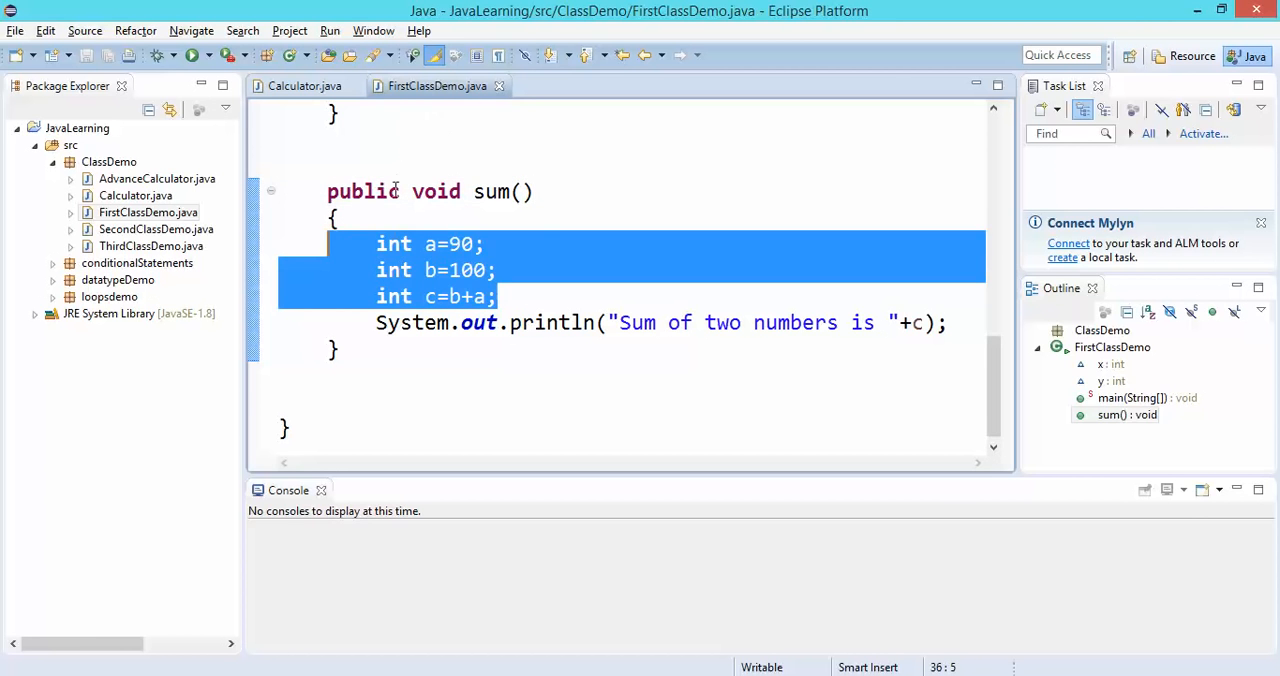 Java - JavaLearning/src/ClassDemo/FirstClassDemo.java - Eclipse Platform
File Edit Source Refactor Navigate Search Project Run Window Help
Quick Access
Resource
Java
Package Explorer
JavaLearning
src
ClassDemo
AdvanceCalculator.java
Calculator.java
FirstClassDemo.java
SecondClassDemo.java
ThirdClassDemo.java
conditionalStatements
datatypeDemo
loopsdemo
JRE System Library [JavaSE-1.8]
Calculator.java
FirstClassDemo.java
}
public void sum()
{
int a=90;
int b=100;
int c=b+a;
System.out.println("Sum of two numbers is "+c);
}
}
Task List
Find
All
Activate...
Connect Mylyn
Connect to your task and ALM tools or
create a local task.
Outline
ClassDemo
FirstClassDemo
x : int
y : int
main(String[]) : void
sum() : void
Console
No consoles to display at this time.
Writable
Smart Insert
36 : 5